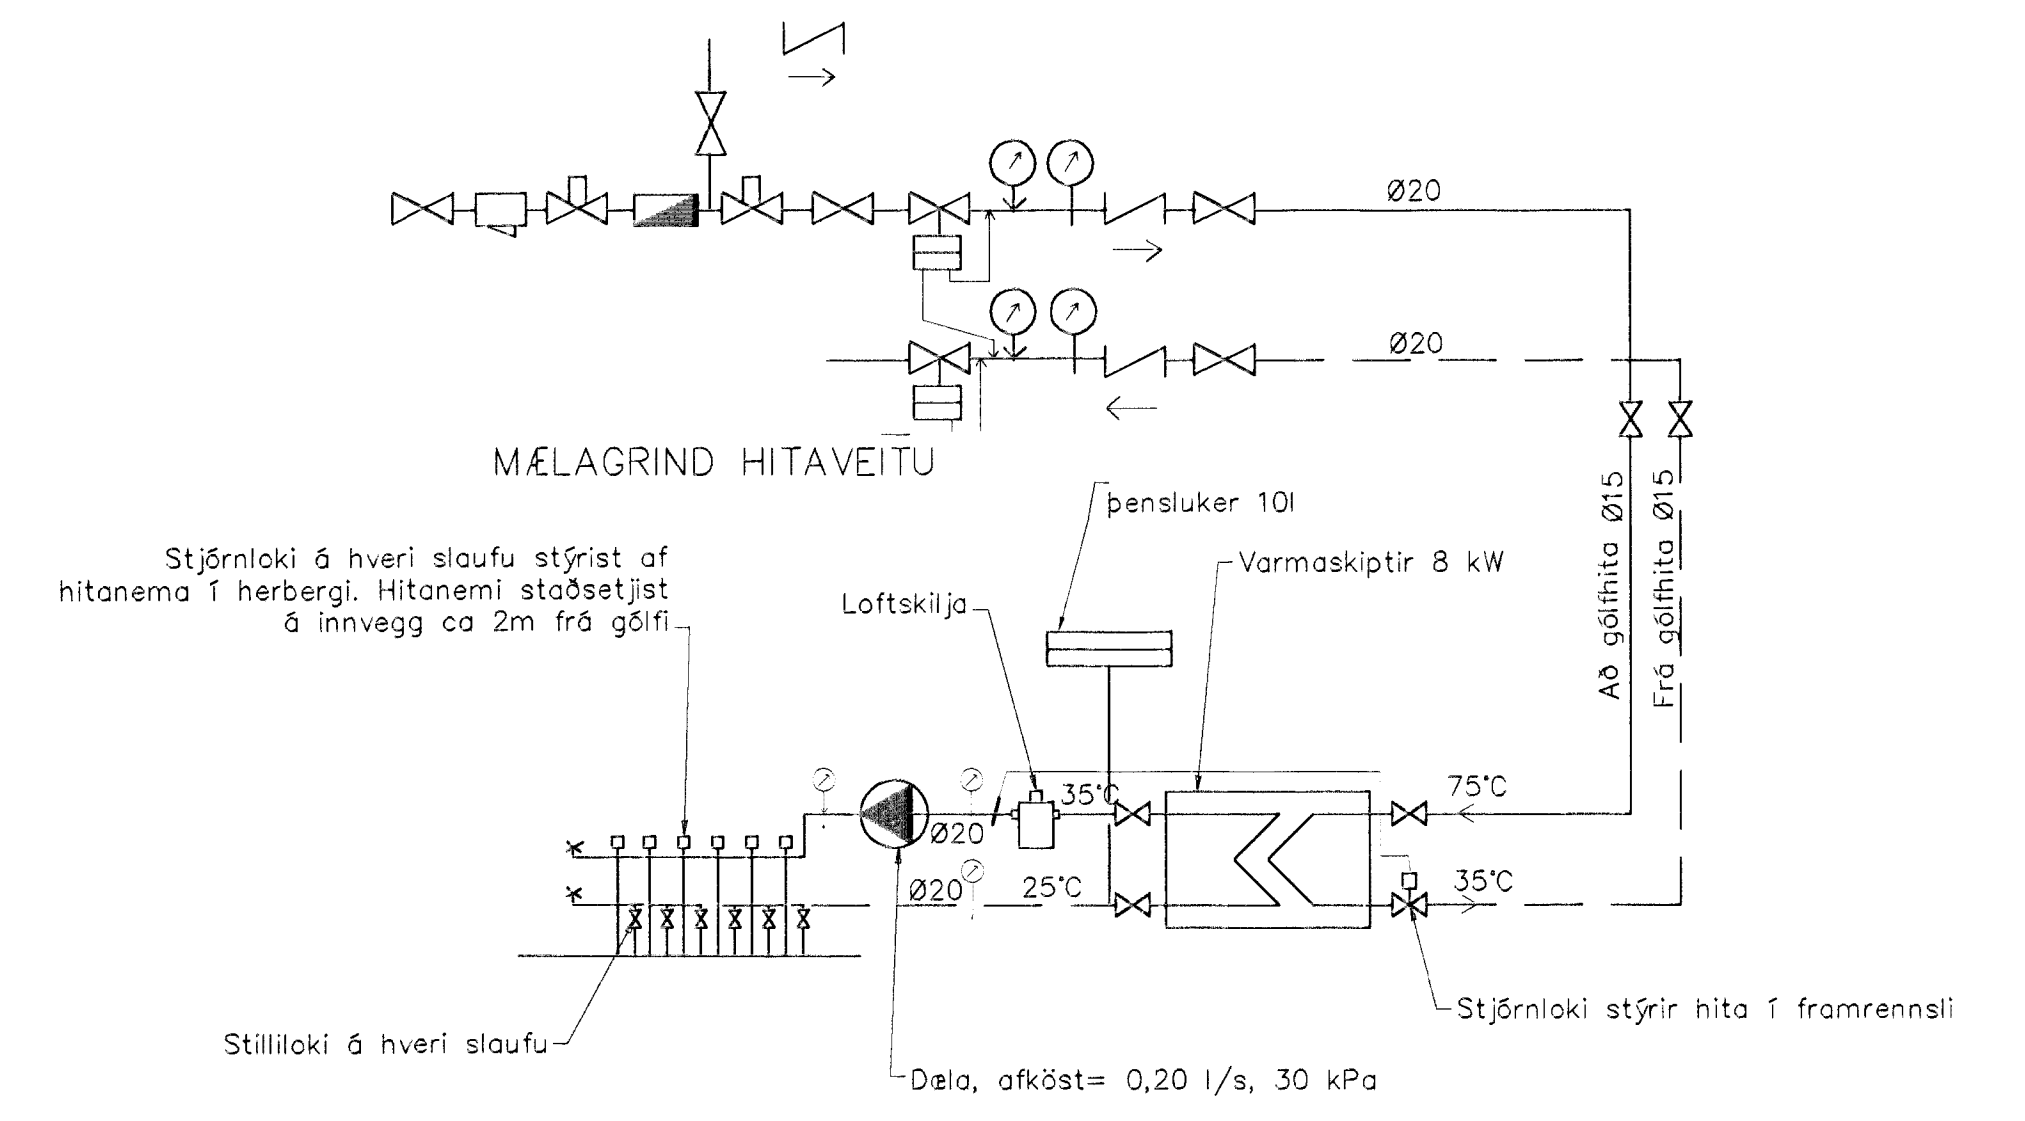 Ø20
Ø20
MÆLAGRIND HITAVEITU
Að gólfhita Ø15
Frá gólfhita Ø15
þensluker 10l
Stjórnloki á hveri slaufu stýrist af
hitanema í herbergi. Hitanemi staðsetjist
á innvegg ca 2m frá gólfi
Varmaskiptir 8 kW
Loftskilja
35°C
75°C
Ø20
Ø20
25°C
35°C
Stjórnloki stýrir hita í framrennsli
Stilliloki á hveri slaufu
Dæla, afköst= 0,20 l/s, 30 kPa